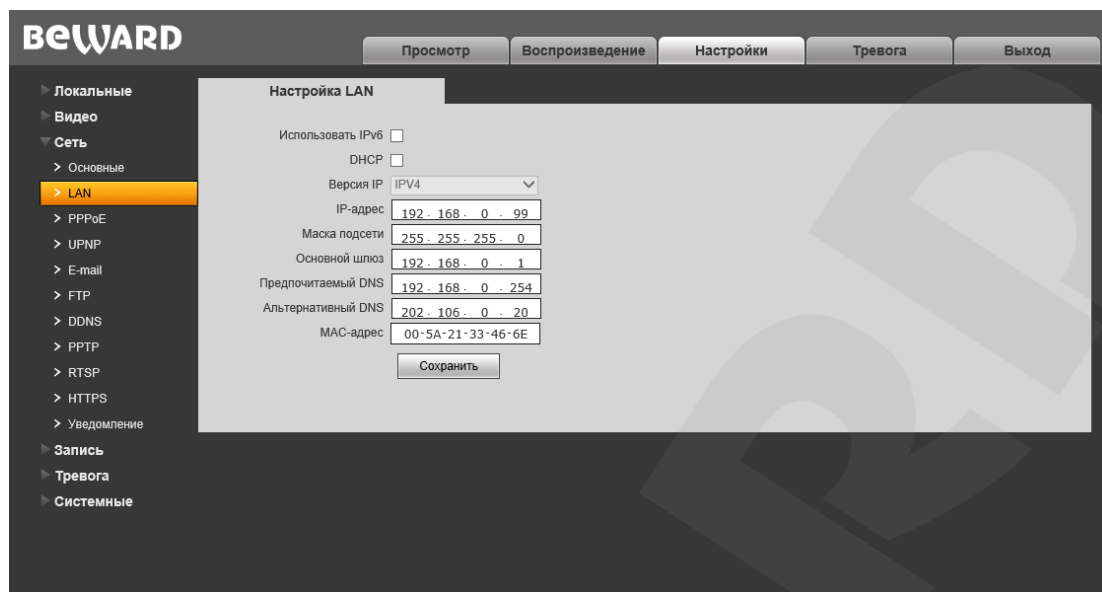 BEWARD
Просмотр Воспроизведение Настройки Тревога Выход
Локальные
Видео
Сеть
> Основные
> LAN
> PPPoE
> UPNP
> E-mail
> FTP
> DDNS
> PPTP
> RTSP
> HTTPS
> Уведомление
Запись
Тревога
Системные
Настройка LAN
Использовать IPv6
DHCP
Версия IP IPV4
IP-адрес 192 . 168 . 0 . 99
Маска подсети 255 . 255 . 255 . 0
Основной шлюз 192 . 168 . 0 . 1
Предпочитаемый DNS 192 . 168 . 0 . 254
Альтернативный DNS 202 . 106 . 0 . 20
MAC-адрес 00-5A-21-33-46-6E
Сохранить